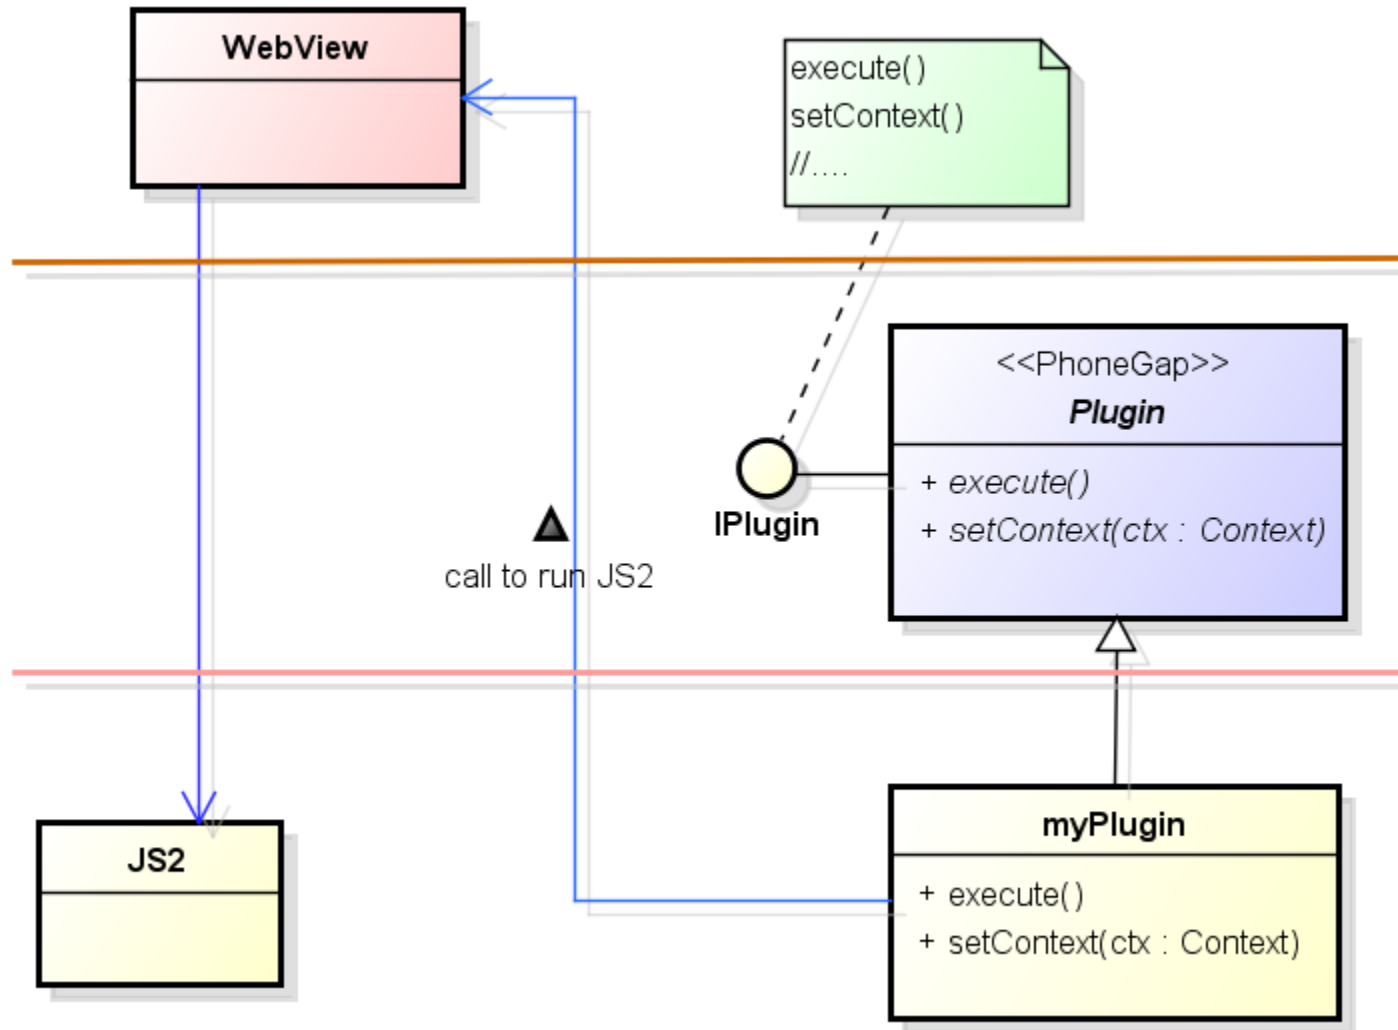 WebView
execute()
setContext()
//....
<<PhoneGap>>
Plugin
+ execute()
+ setContext(ctx : Context)
IPlugin
call to run JS2
JS2
myPlugin
+ execute()
+ setContext(ctx : Context)